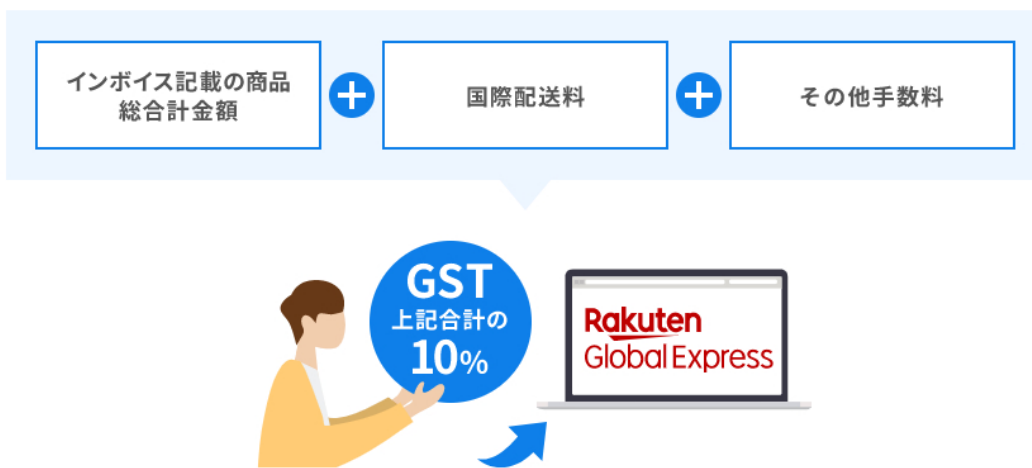 インボイス記載の商品
総合計金額
国際配送料
その他手数料
GST
上記合計の
10%
Rakuten
Global Express